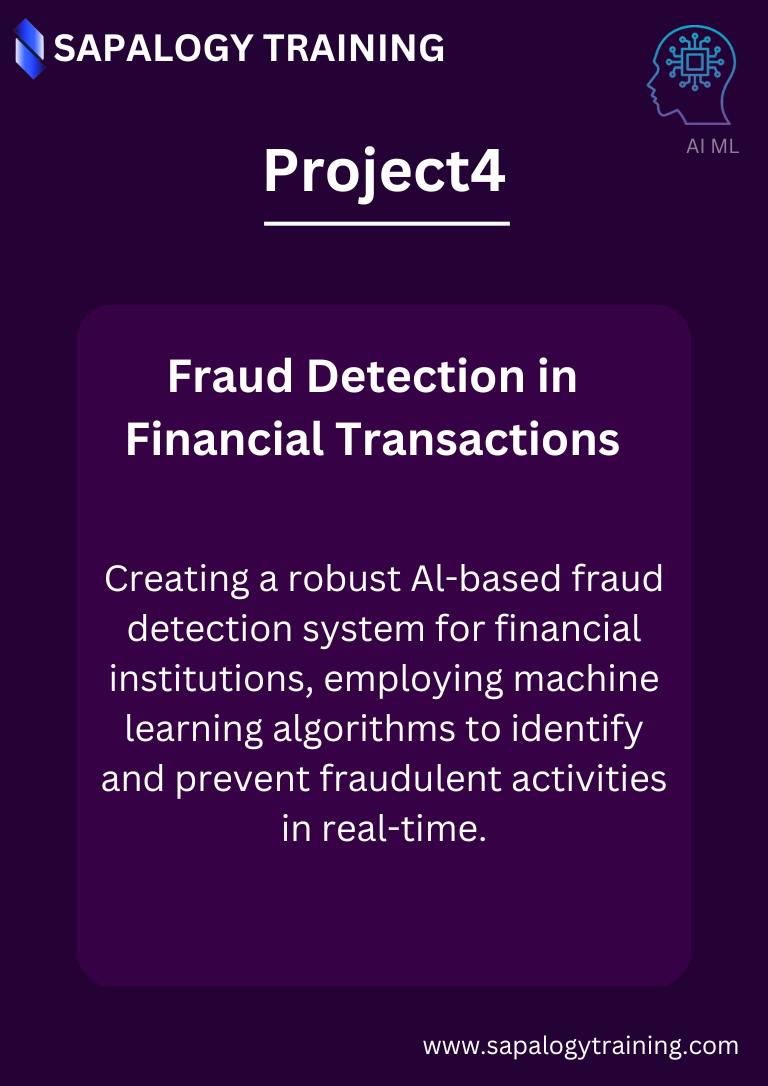 SAPALOGY TRAINING
AI ML
Project4
Fraud Detection in
Financial Transactions
Creating a robust Al-based fraud
detection system for financial
institutions, employing machine
learning algorithms to identify
and prevent fraudulent activities
in real-time.
www.sapalogytraining.com